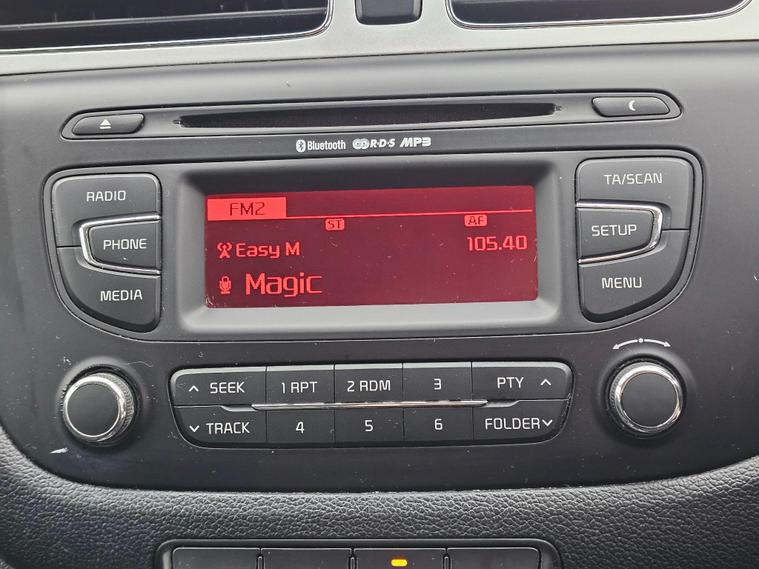 Bluetooth R·D·S MP3
RADIO
PHONE
MEDIA
FM2
ST AF
Easy M 105.40
Magic
TA/SCAN
SETUP
MENU
SEEK 1 RPT 2 RDM 3 PTY
TRACK 4 5 6 FOLDER